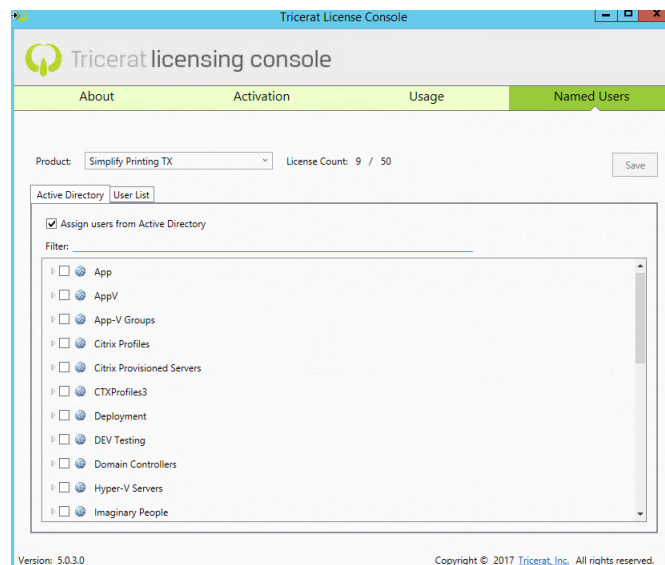 Tricerat License Console
Tricerat licensing console
About Activation Usage Named Users
Product: Simplify Printing TX License Count: 9 / 50 Save
Active Directory User List
Assign users from Active Directory
Filter:
App
AppV
App-V Groups
Citrix Profiles
Citrix Provisioned Servers
CTXProfiles3
Deployment
DEV Testing
Domain Controllers
Hyper-V Servers
Imaginary People
Version: 5.0.3.0 Copyright © 2017 Tricerat, Inc. All rights reserved.